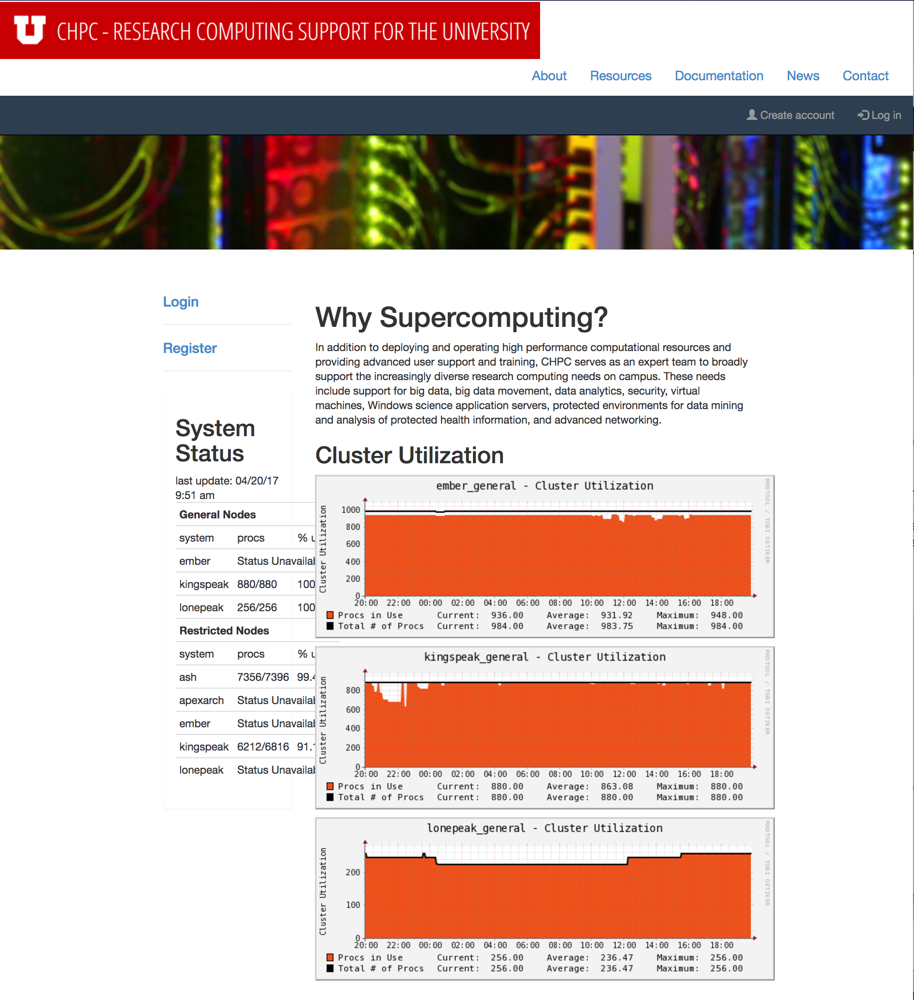 U CHPC - RESEARCH COMPUTING SUPPORT FOR THE UNIVERSITY
About Resources Documentation News Contact
Create account Log in
Login
Register
System
Status
last update: 04/20/17
9:51 am
General Nodes
system procs %
ember Status
kingspeak 880/880 100
lonepeak 256/256 100
Restricted Nodes
system procs %
ash 7356/7396 99.4
apexarch Status
ember Status
kingspeak 6212/6816 91.1
lonepeak Status
Why Supercomputing?
In addition to deploying and operating high performance computational resources and
providing advanced user support and training, CHPC serves as an expert team to broadly
support the increasingly diverse research computing needs on campus. These needs
include support for big data, big data movement, data analytics, security, virtual
machines, Windows science application servers, protected environments for data mining
and analysis of protected health information, and advanced networking.
Cluster Utilization
ember_general - Cluster Utilization
RRDTOOL / TOBI OETIKER
Cluster Utilization
1000
800
600
400
200
0
20:00 22:00 00:00 02:00 04:00 06:00 08:00 10:00 12:00 14:00 16:00 18:00
Procs in Use Current: 936.00 Average: 931.92 Maximum: 948.00
Total # of Procs Current: 984.00 Average: 983.75 Maximum: 984.00
kingspeak_general - Cluster Utilization
RRDTOOL / TOBI OETIKER
Cluster Utilization
800
600
400
200
0
20:00 22:00 00:00 02:00 04:00 06:00 08:00 10:00 12:00 14:00 16:00 18:00
Procs in Use Current: 880.00 Average: 863.08 Maximum: 880.00
Total # of Procs Current: 880.00 Average: 880.00 Maximum: 880.00
lonepeak_general - Cluster Utilization
RRDTOOL / TOBI OETIKER
Cluster Utilization
200
100
0
20:00 22:00 00:00 02:00 04:00 06:00 08:00 10:00 12:00 14:00 16:00 18:00
Procs in Use Current: 256.00 Average: 236.47 Maximum: 256.00
Total # of Procs Current: 256.00 Average: 236.47 Maximum: 256.00